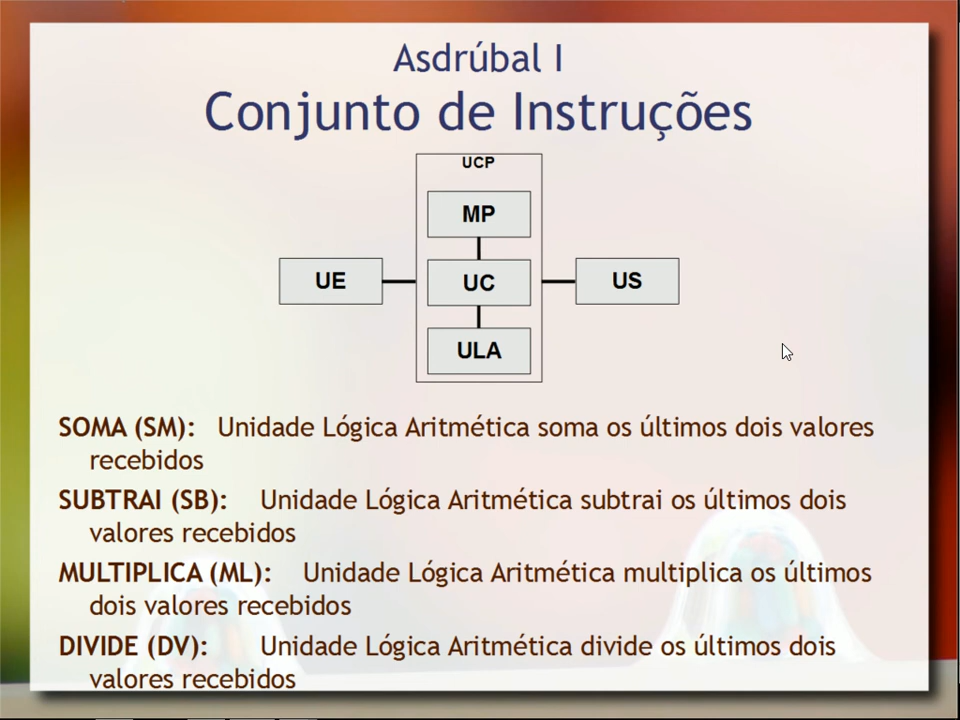 Asdrúbal I
Conjunto de Instruções
UCP
MP
UE
UC
US
ULA
SOMA (SM): Unidade Lógica Aritmética soma os últimos dois valores
recebidos
SUBTRAI (SB): Unidade Lógica Aritmética subtrai os últimos dois
valores recebidos
MULTIPLICA (ML): Unidade Lógica Aritmética multiplica os últimos
dois valores recebidos
DIVIDE (DV): Unidade Lógica Aritmética divide os últimos dois
valores recebidos